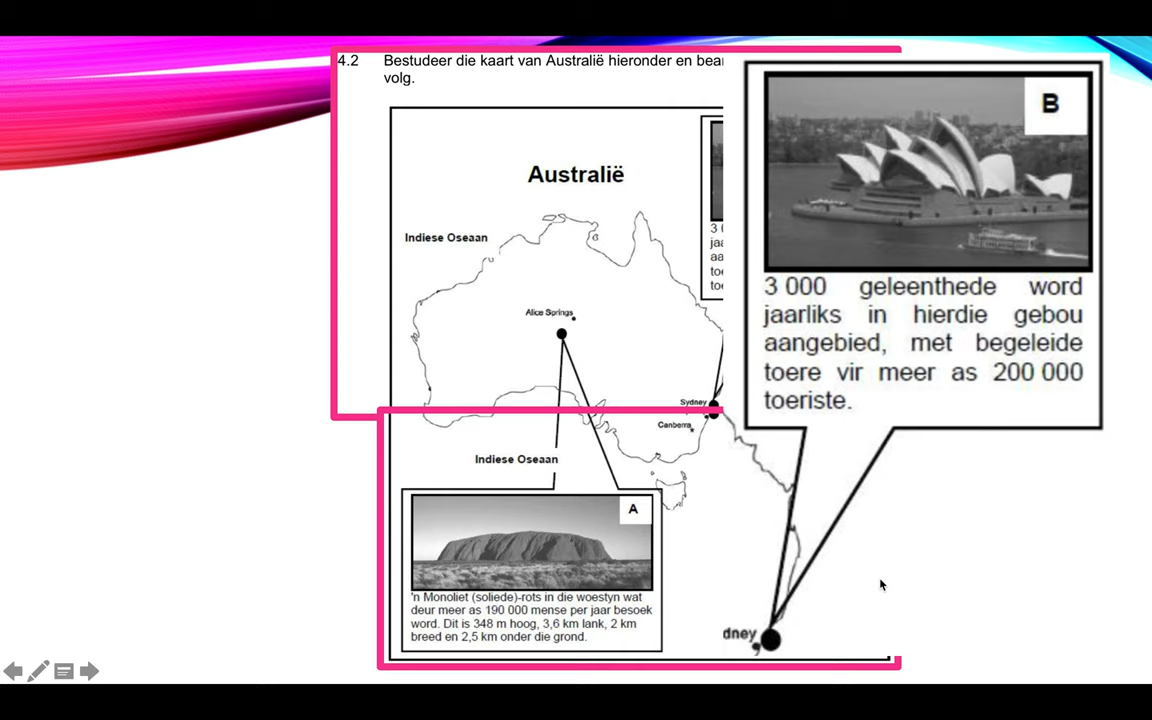 4.2 Bestudeer die kaart van Australië hieronder en
volg.
Australië
Indiese Oseaan
Alice Springs
Sydney
Canberra
Indiese Oseaan
A
'n Monoliet (soliede)-rots in die woestyn wat
deur meer as 190 000 mense per jaar besoek
word. Dit is 348 m hoog, 3,6 km lank, 2 km
breed en 2,5 km onder die grond.
B
3 000 geleenthede word
jaarliks in hierdie gebou
aangebied, met begeleide
toere vir meer as 200 000
toeriste.
dney